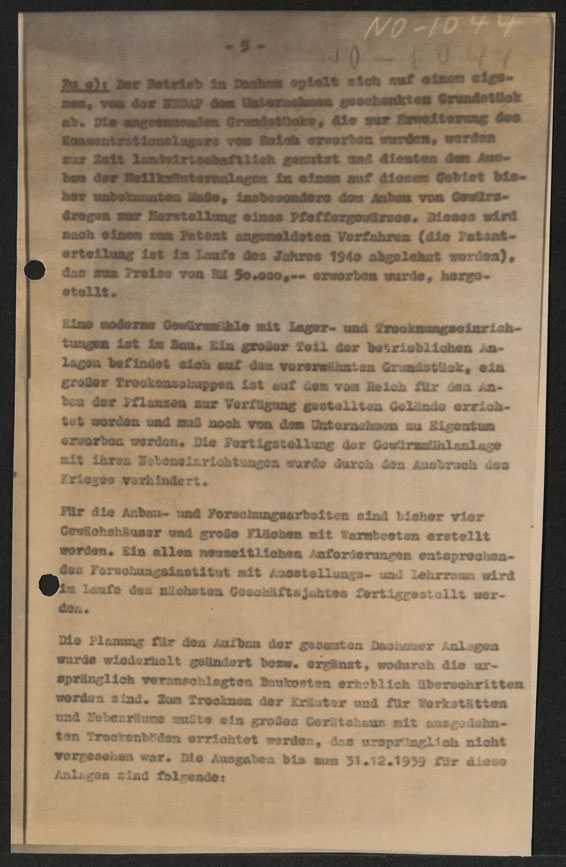 NO-1044
- 5 -
NO-1044
Zu e): Der Betrieb in Dachau spielt sich auf einem eige-
nen, von der NSDAP dem Unternehmen geschenkten Grundstück
ab. Die angrenzenden Grundstücke, die zur Erweiterung des
Konzentrationslagers vom Reich erworben wurden, werden
zur Zeit landwirtschaftlich genutzt und dienten dem Aus-
bau der Heilkräuteranlagen in einem auf diesem Gebiet bis-
her unbekannten Maße, insbesondere dem Anbau von Gewürz-
drogen zur Herstellung eines Pfeffergewürzes. Dieses wird
nach einem zum Patent angemeldeten Verfahren (die Patent-
erteilung ist im Laufe des Jahres 194o abgelehnt worden),
das zum Preise von RM 5o.ooo,-- erworben wurde, herge-
stellt.
Eine moderne Gewürzmühle mit Lager- und Trocknungseinrich-
tungen ist im Bau. Ein großer Teil der betrieblichen An-
lagen befindet sich auf dem vorerwähnten Grundstück, ein
großer Trockenschuppen ist auf dem vom Reich für den An-
bau der Pflanzen zur Verfügung gestellten Gelände errich-
tet worden und muß noch von dem Unternehmen zu Eigentum
erworben werden. Die Fertigstellung der Gewürzmühlanlage
mit ihren Nebeneinrichtungen wurde durch den Ausbruch des
Krieges verhindert.
Für die Anbau- und Forschungsarbeiten sind bisher vier
Gewächshäuser und große Flächen mit Warmbeeten erstellt
worden. Ein allen neuzeitlichen Anforderungen entsprechen-
des Forschungsinstitut mit Ausstellungs- und Lehrraum wird
im Laufe des nächsten Geschäftsjahtes fertiggestellt wer-
den.
Die Planung für den Aufbau der gesamten Dachauer Anlagen
wurde wiederholt geändert bezw. ergänzt, wodurch die ur-
sprünglich veranschlagten Baukosten erheblich überschritten
worden sind. Zum Trocknen der Kräuter und für Werkstätten
und Nebenräume mußte ein großes Gerätehaus mit ausgedehn-
ten Trockenböden errichtet werden, das ursprünglich nicht
vorgesehen war. Die Ausgaben bis zum 31.12.1939 für diese
Anlagen sind folgende: